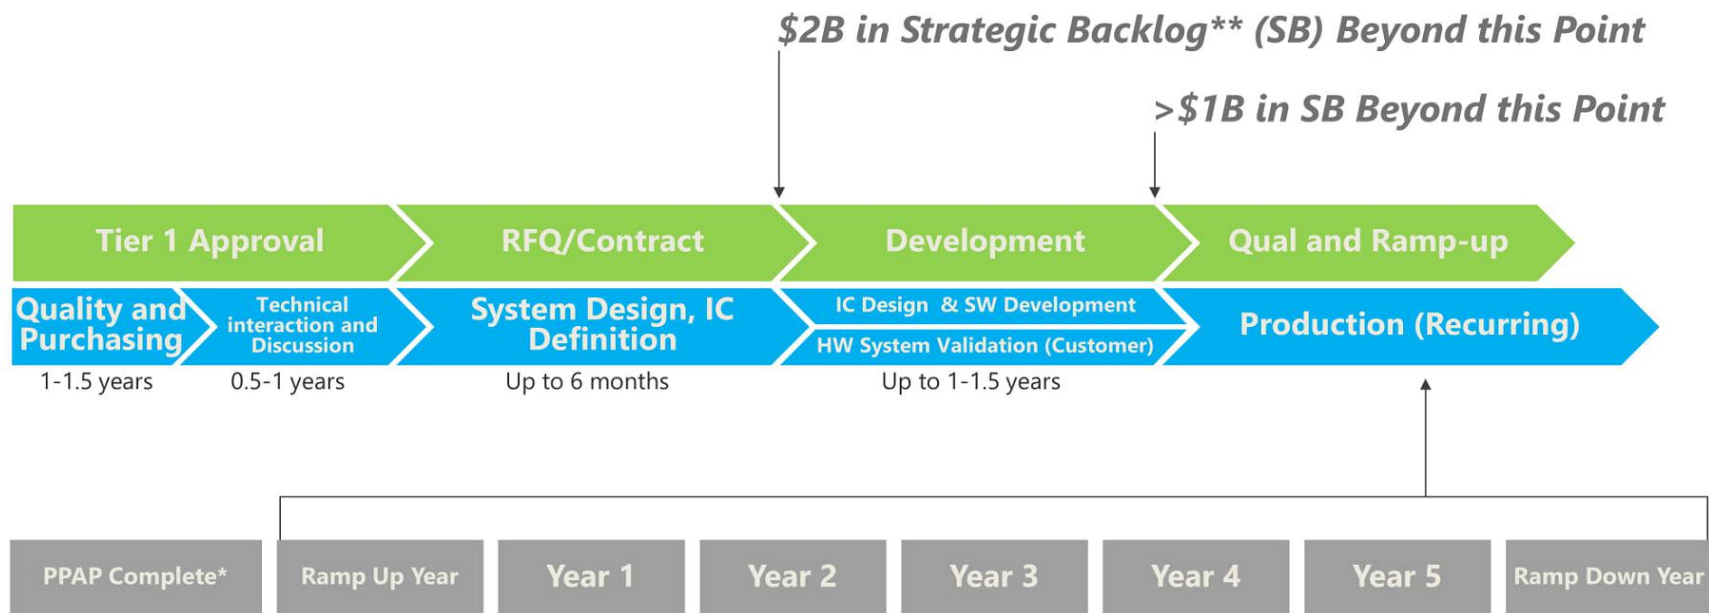 $2B in Strategic Backlog** (SB) Beyond this Point
>$1B in SB Beyond this Point
Tier 1 Approval
RFQ/Contract
Development
Qual and Ramp-up
Quality and
Purchasing
Technical
interaction and
Discussion
System Design, IC
Definition
IC Design & SW Development
HW System Validation (Customer)
Production (Recurring)
1-1.5 years
0.5-1 years
Up to 6 months
Up to 1-1.5 years
PPAP Complete*
Ramp Up Year
Year 1
Year 2
Year 3
Year 4
Year 5
Ramp Down Year